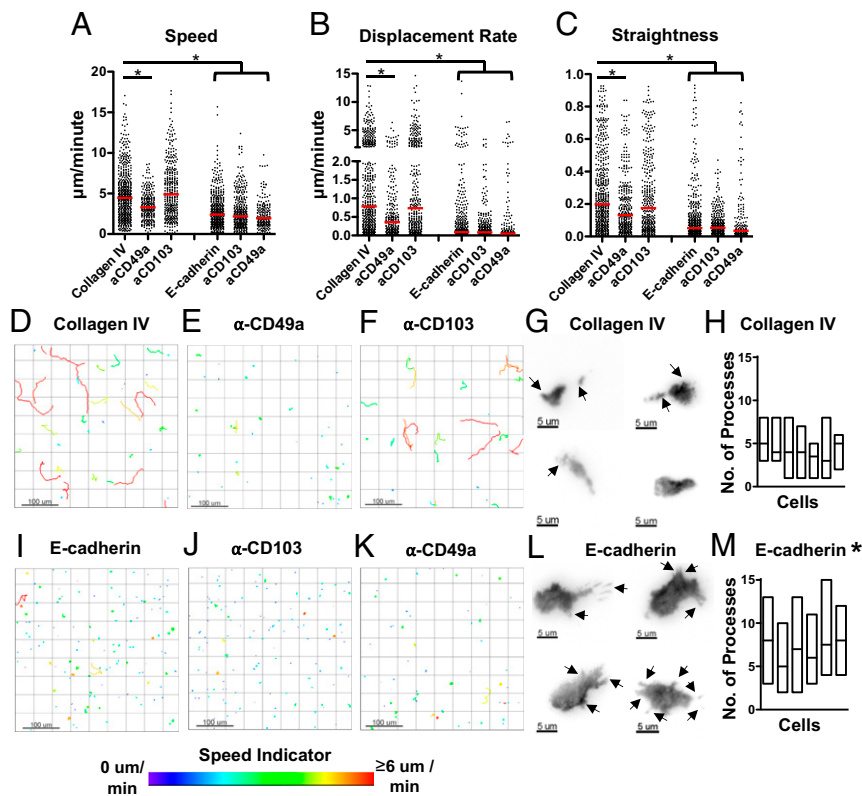 A Speed
B Displacement Rate
C Straightness
* *
* *
* *
µm/minute
20
15
10
5
0
Collagen IV
aCD49a
aCD103
E-cadherin
aCD103
aCD49a
µm/minute
15
10
5
2.0
1.5
1.0
0.5
0.0
Collagen IV
aCD49a
aCD103
E-cadherin
aCD103
aCD49a
1.0
0.8
0.6
0.4
0.2
0.0
Collagen IV
aCD49a
aCD103
E-cadherin
aCD103
aCD49a
D Collagen IV
E α-CD49a
F α-CD103
G Collagen IV
H Collagen IV
100 um
100 um
100 um
5 um
5 um
5 um
5 um
No. of Processes
15
10
5
0
Cells
I E-cadherin
J α-CD103
K α-CD49a
L E-cadherin
M E-cadherin *
100 um
100 um
100 um
5 um
5 um
5 um
5 um
No. of Processes
15
10
5
0
Cells
Speed Indicator
0 um/
min
≥6 um /
min